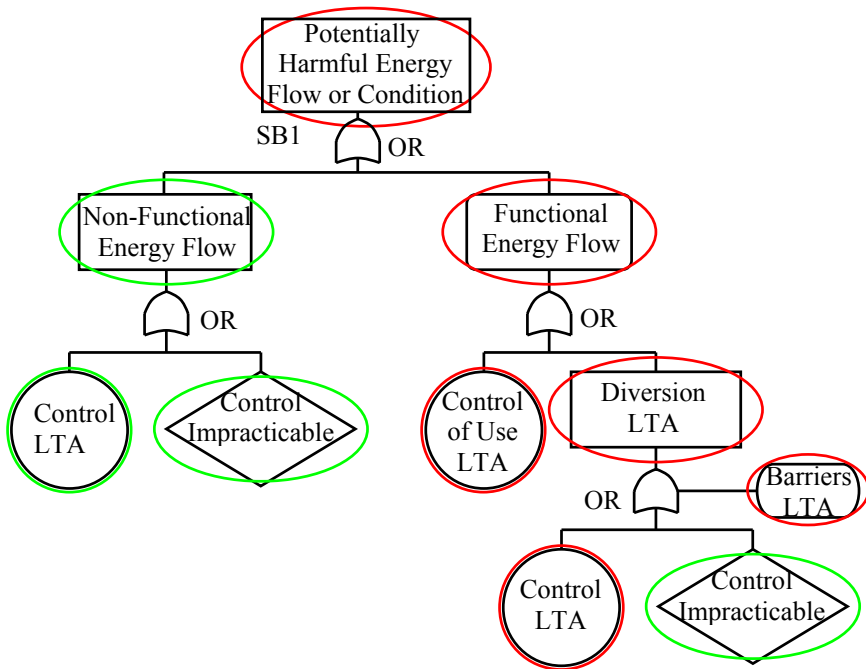 Potentially
Harmful Energy
Flow or Condition
SB1
OR
Non-Functional
Energy Flow
Functional
Energy Flow
OR
OR
Control
LTA
Control
Impracticable
Control
of Use
LTA
Diversion
LTA
OR
Barriers
LTA
Control
LTA
Control
Impracticable